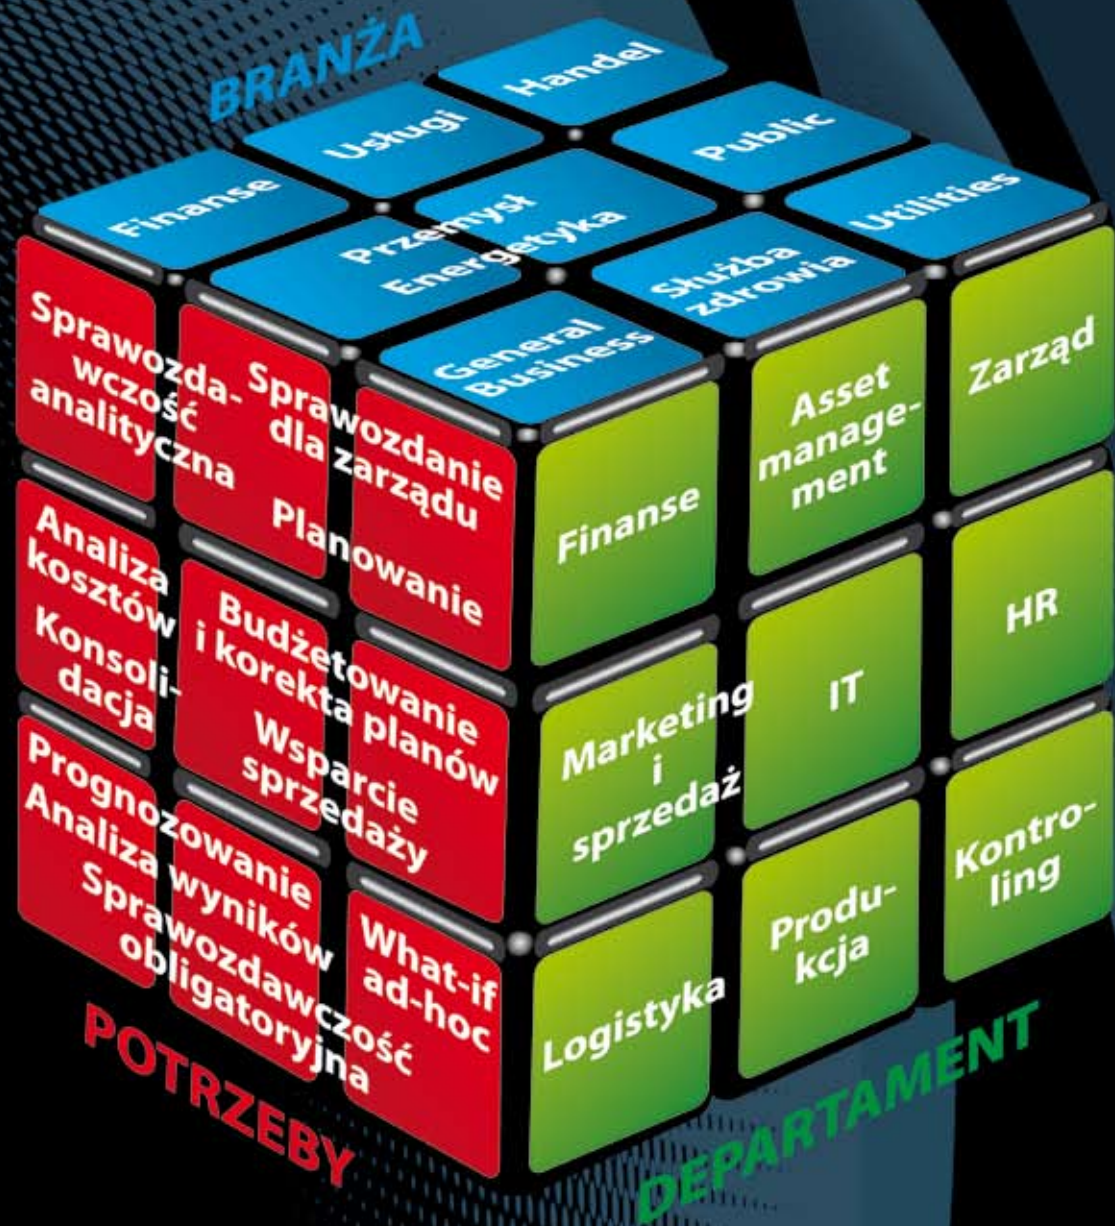 BRANŻA
Handel
Usługi
Public
Finanse
Przemysł
Energetyka
Utilities
Służba
zdrowia
General
Business
Sprawozda-
wczość
analityczna
Sprawozdanie
dla zarządu
Planowanie
Analiza
kosztów
Konsoli-
dacja
Budżetowanie
i korekta planów
Wsparcie
sprzedaży
Prognozowanie
Analiza wyników
Sprawozdawczość
obligatoryjna
What-if
ad-hoc
POTRZEBY
Finanse
Asset
manage-
ment
Zarząd
Marketing
i
sprzedaż
IT
HR
Logistyka
Produ-
kcja
Kontro-
ling
DEPARTAMENT